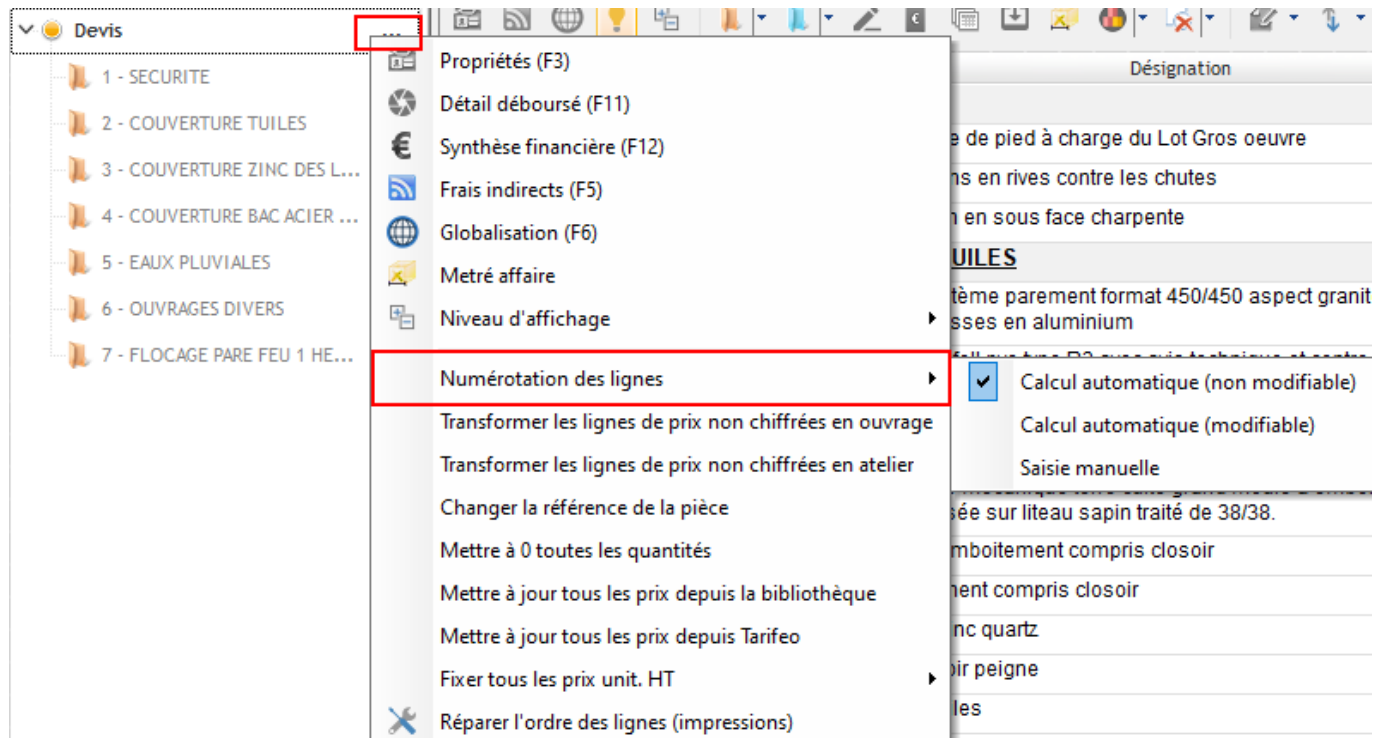 Devis
...
1 - SECURITE
2 - COUVERTURE TUILES
3 - COUVERTURE ZINC DES L...
4 - COUVERTURE BAC ACIER ...
5 - EAUX PLUVIALES
6 - OUVRAGES DIVERS
7 - FLOCAGE PARE FEU 1 HE...
Propriétés (F3)
Détail déboursé (F11)
Synthèse financière (F12)
Frais indirects (F5)
Globalisation (F6)
Metré affaire
Niveau d'affichage
Numérotation des lignes
Transformer les lignes de prix non chiffrées en ouvrage
Transformer les lignes de prix non chiffrées en atelier
Changer la référence de la pièce
Mettre à 0 toutes les quantités
Mettre à jour tous les prix depuis la bibliothèque
Mettre à jour tous les prix depuis Tarifeo
Fixer tous les prix unit. HT
Réparer l'ordre des lignes (impressions)
Calcul automatique (non modifiable)
Calcul automatique (modifiable)
Saisie manuelle
Désignation
e de pied à charge du Lot Gros oeuvre
ns en rives contre les chutes
n en sous face charpente
UILES
tème parement format 450/450 aspect granit
sses en aluminium
sée sur liteau sapin traité de 38/38.
mboitement compris closoir
nent compris closoir
nc quartz
oir peigne
les